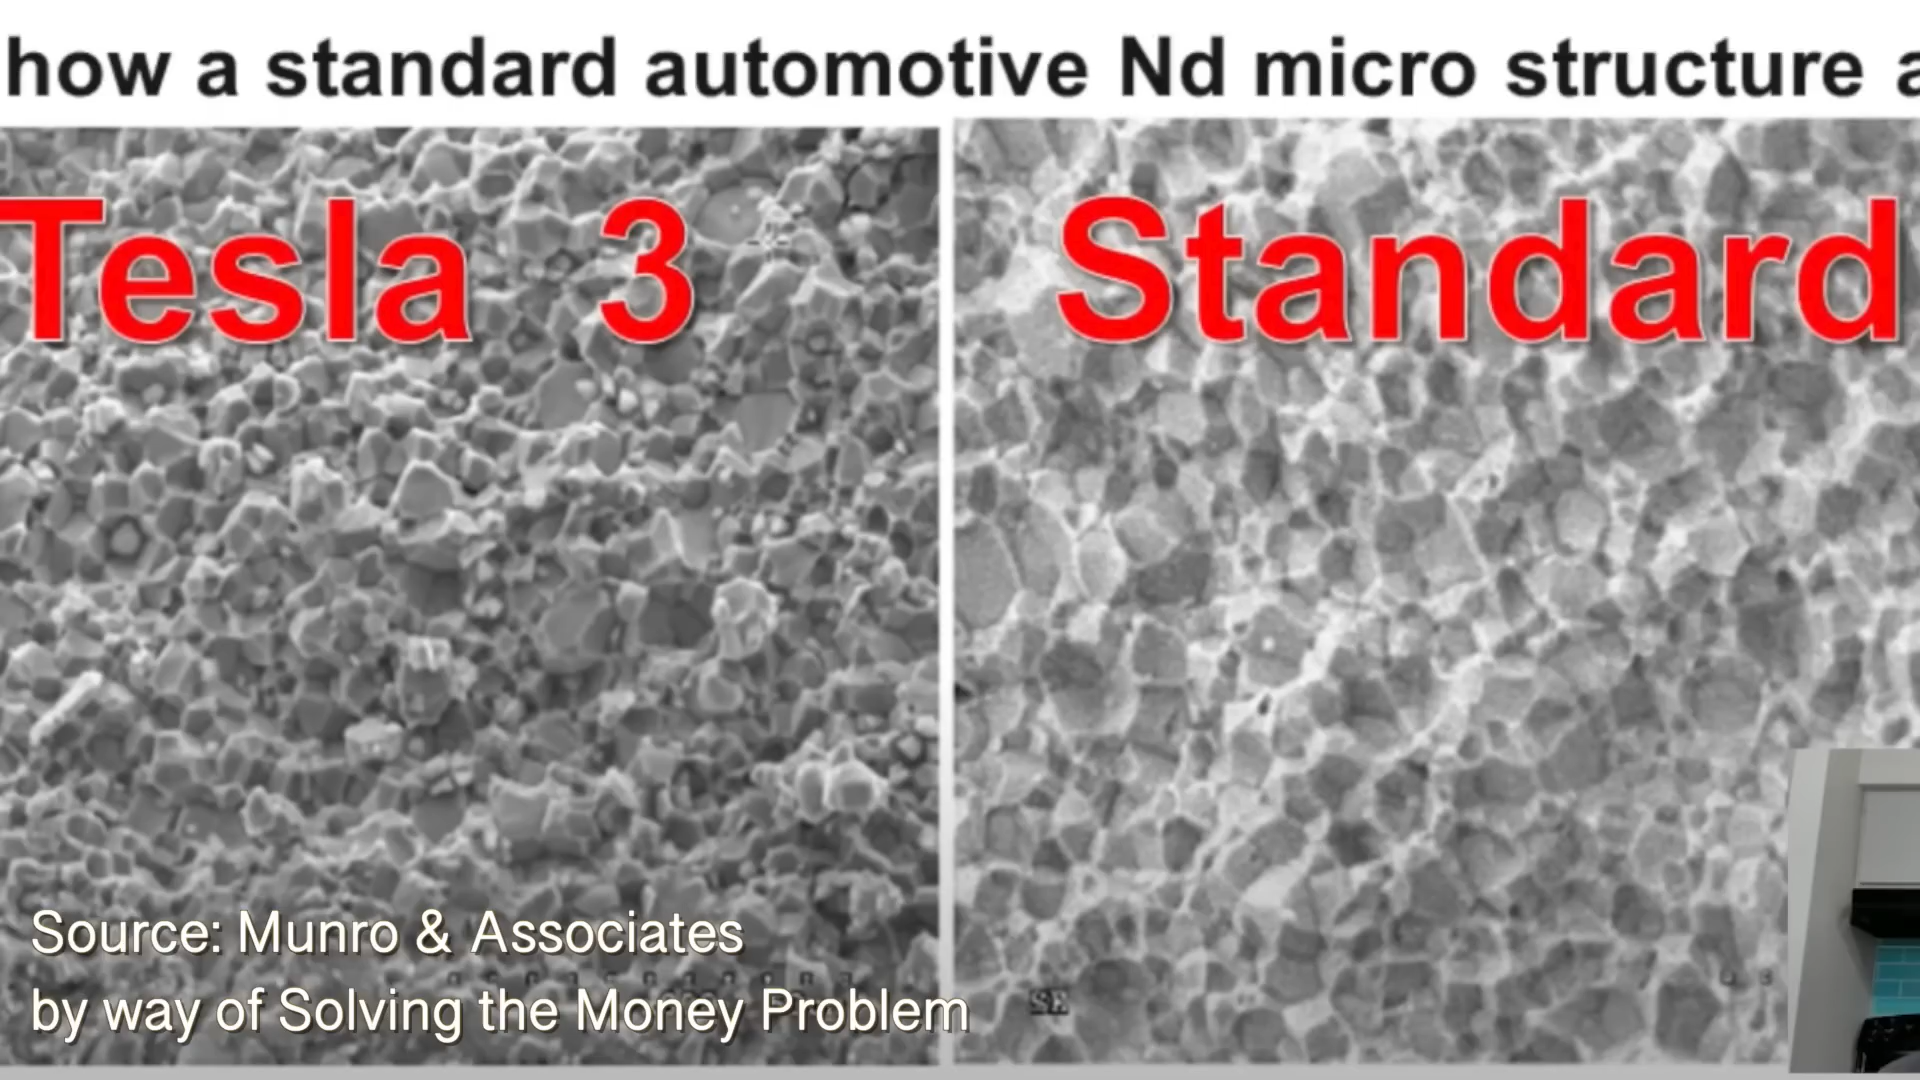 how a standard automotive Nd micro structure a
Tesla 3
Standard
Source: Munro & Associates
by way of Solving the Money Problem
SE